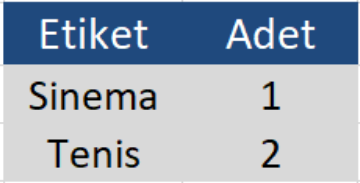 Etiket Adet
Sinema 1
Tenis 2